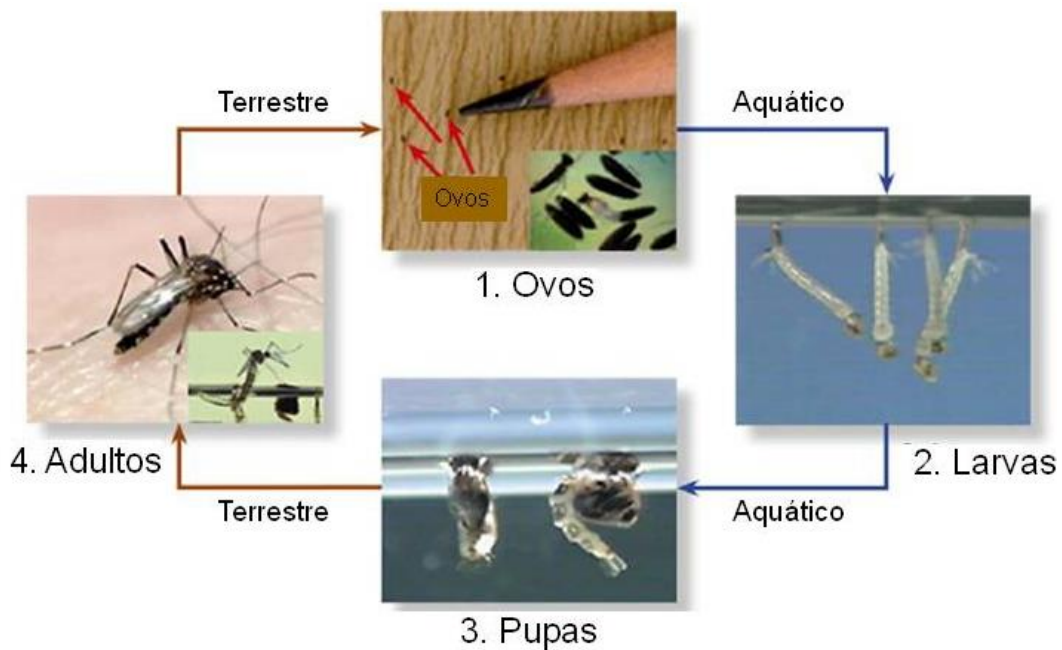 Terrestre
Aquático
Ovos
1. Ovos
4. Adultos
2. Larvas
Terrestre
Aquático
3. Pupas